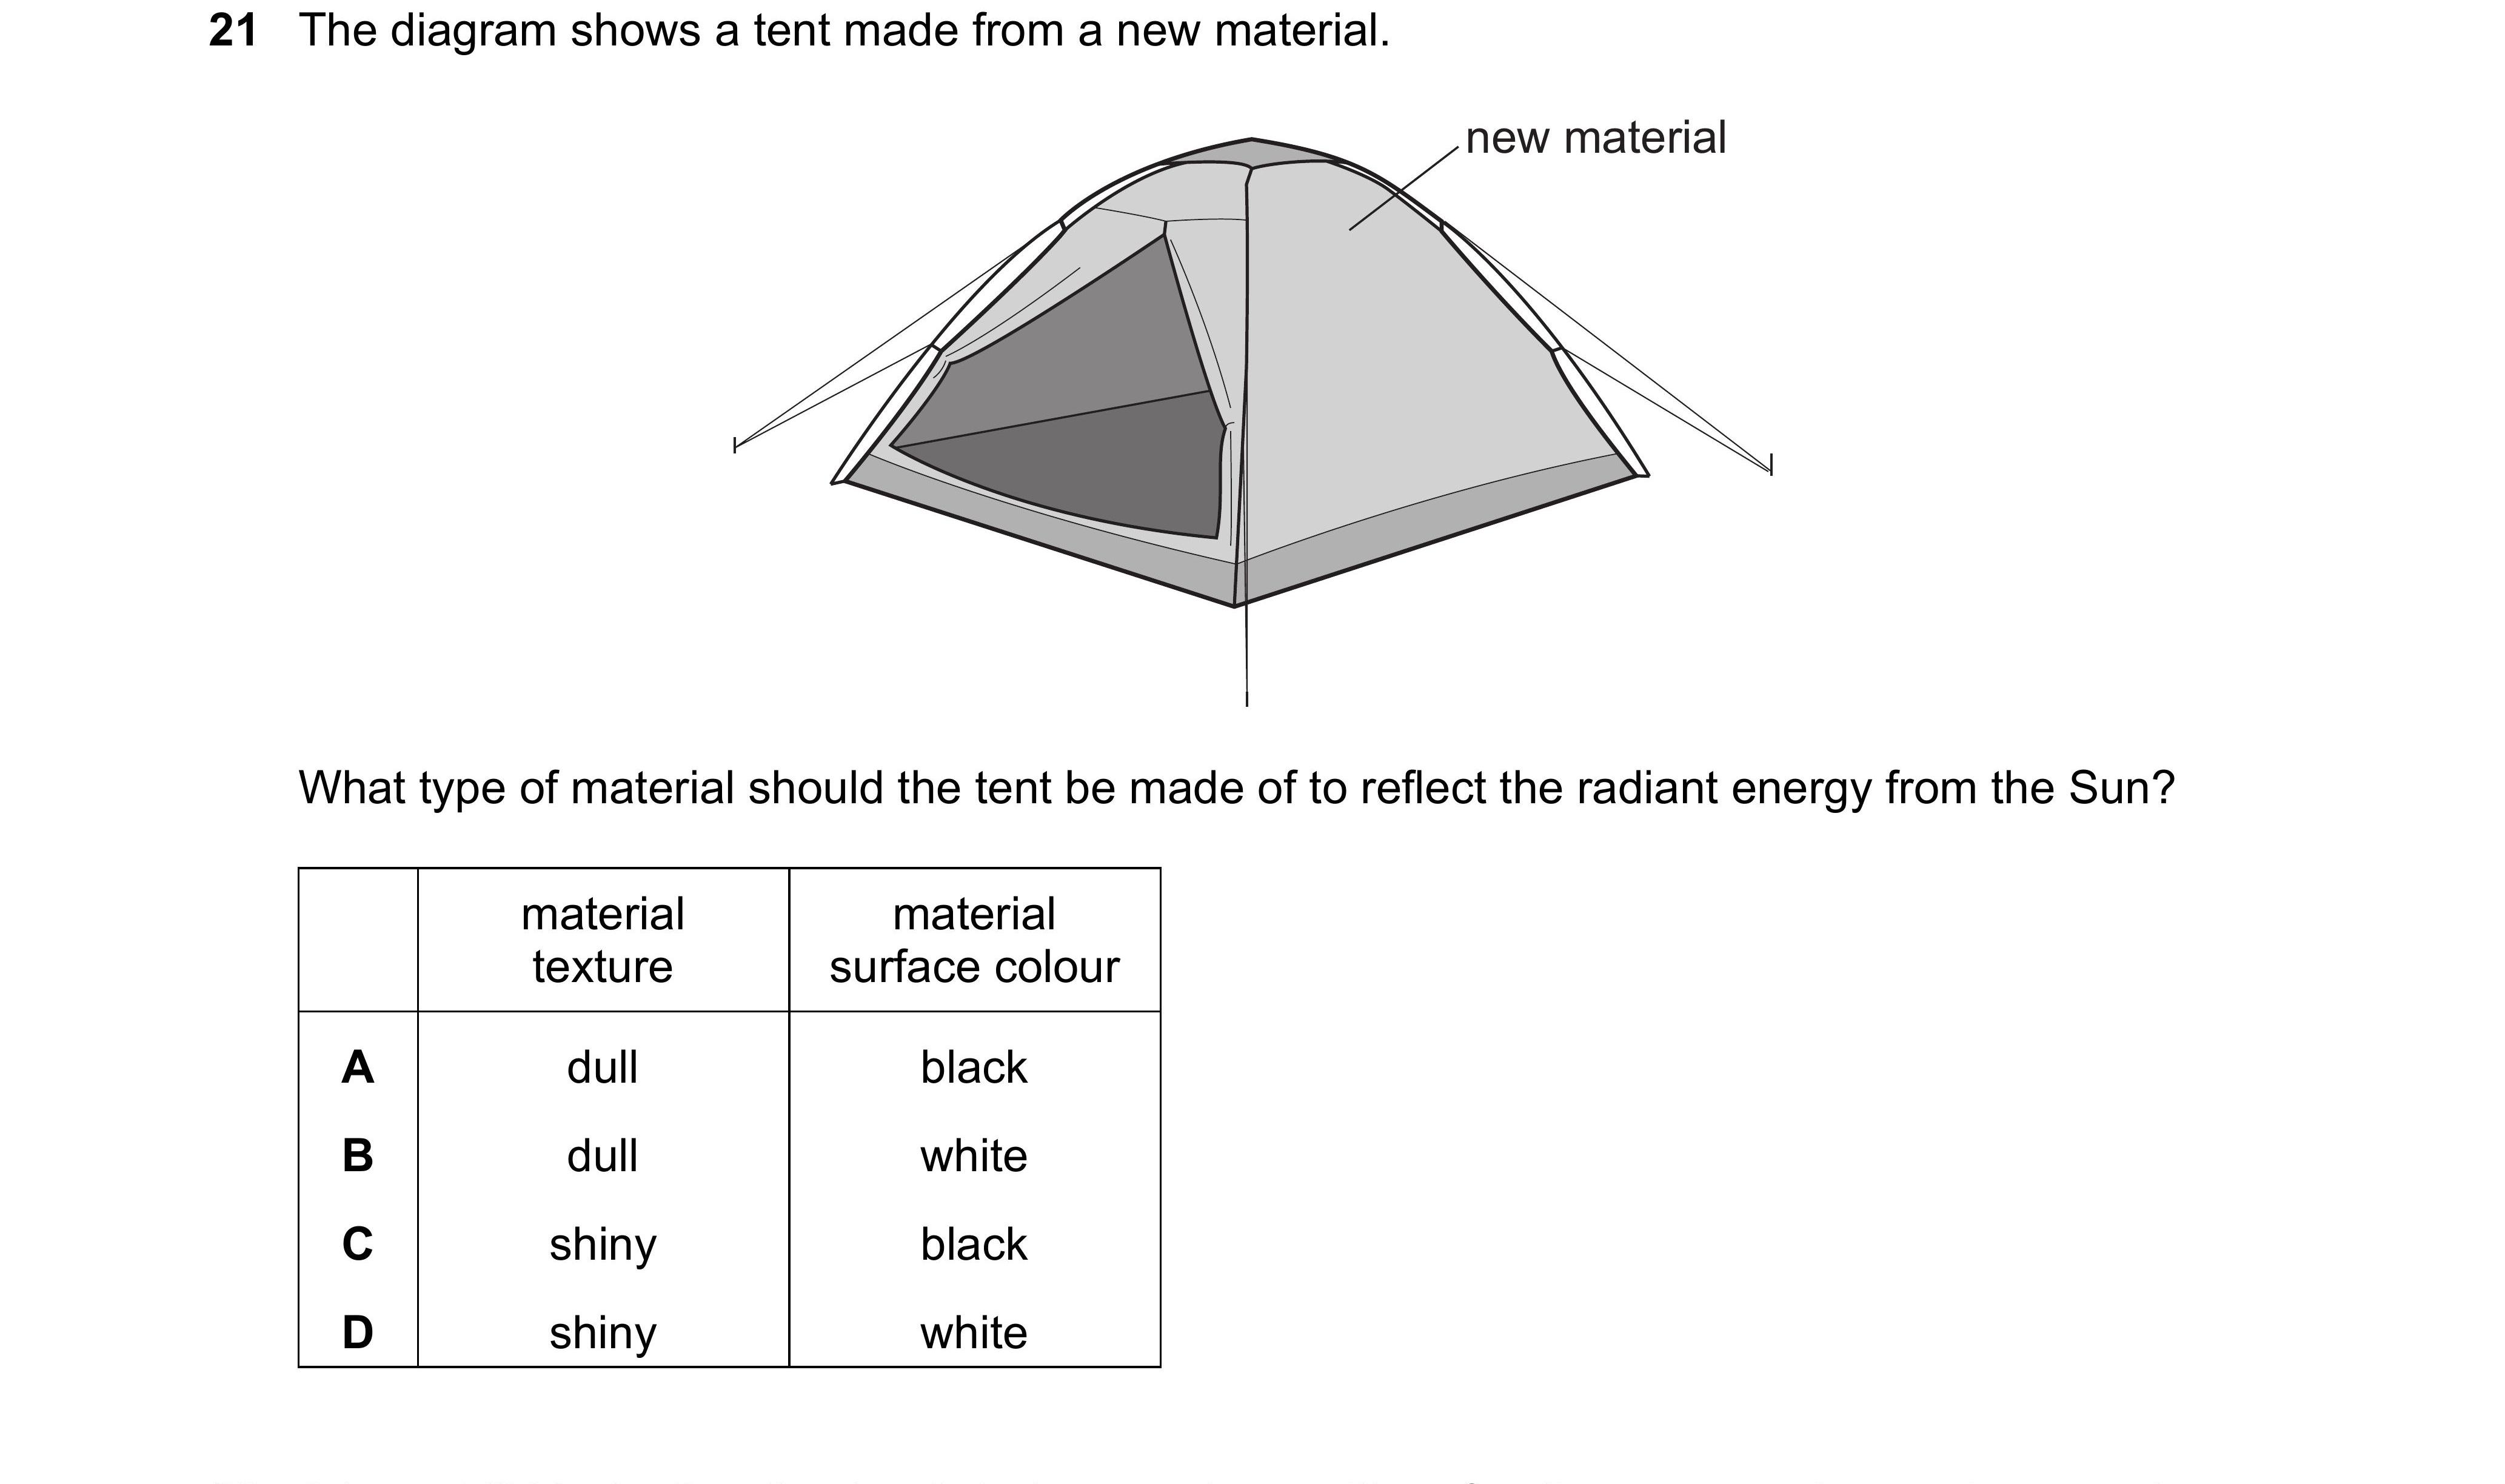 21 The diagram shows a tent made from a new material.
new material
What type of material should the tent be made of to reflect the radiant energy from the Sun?
material texture material surface colour
A dull black
B dull white
C shiny black
D shiny white